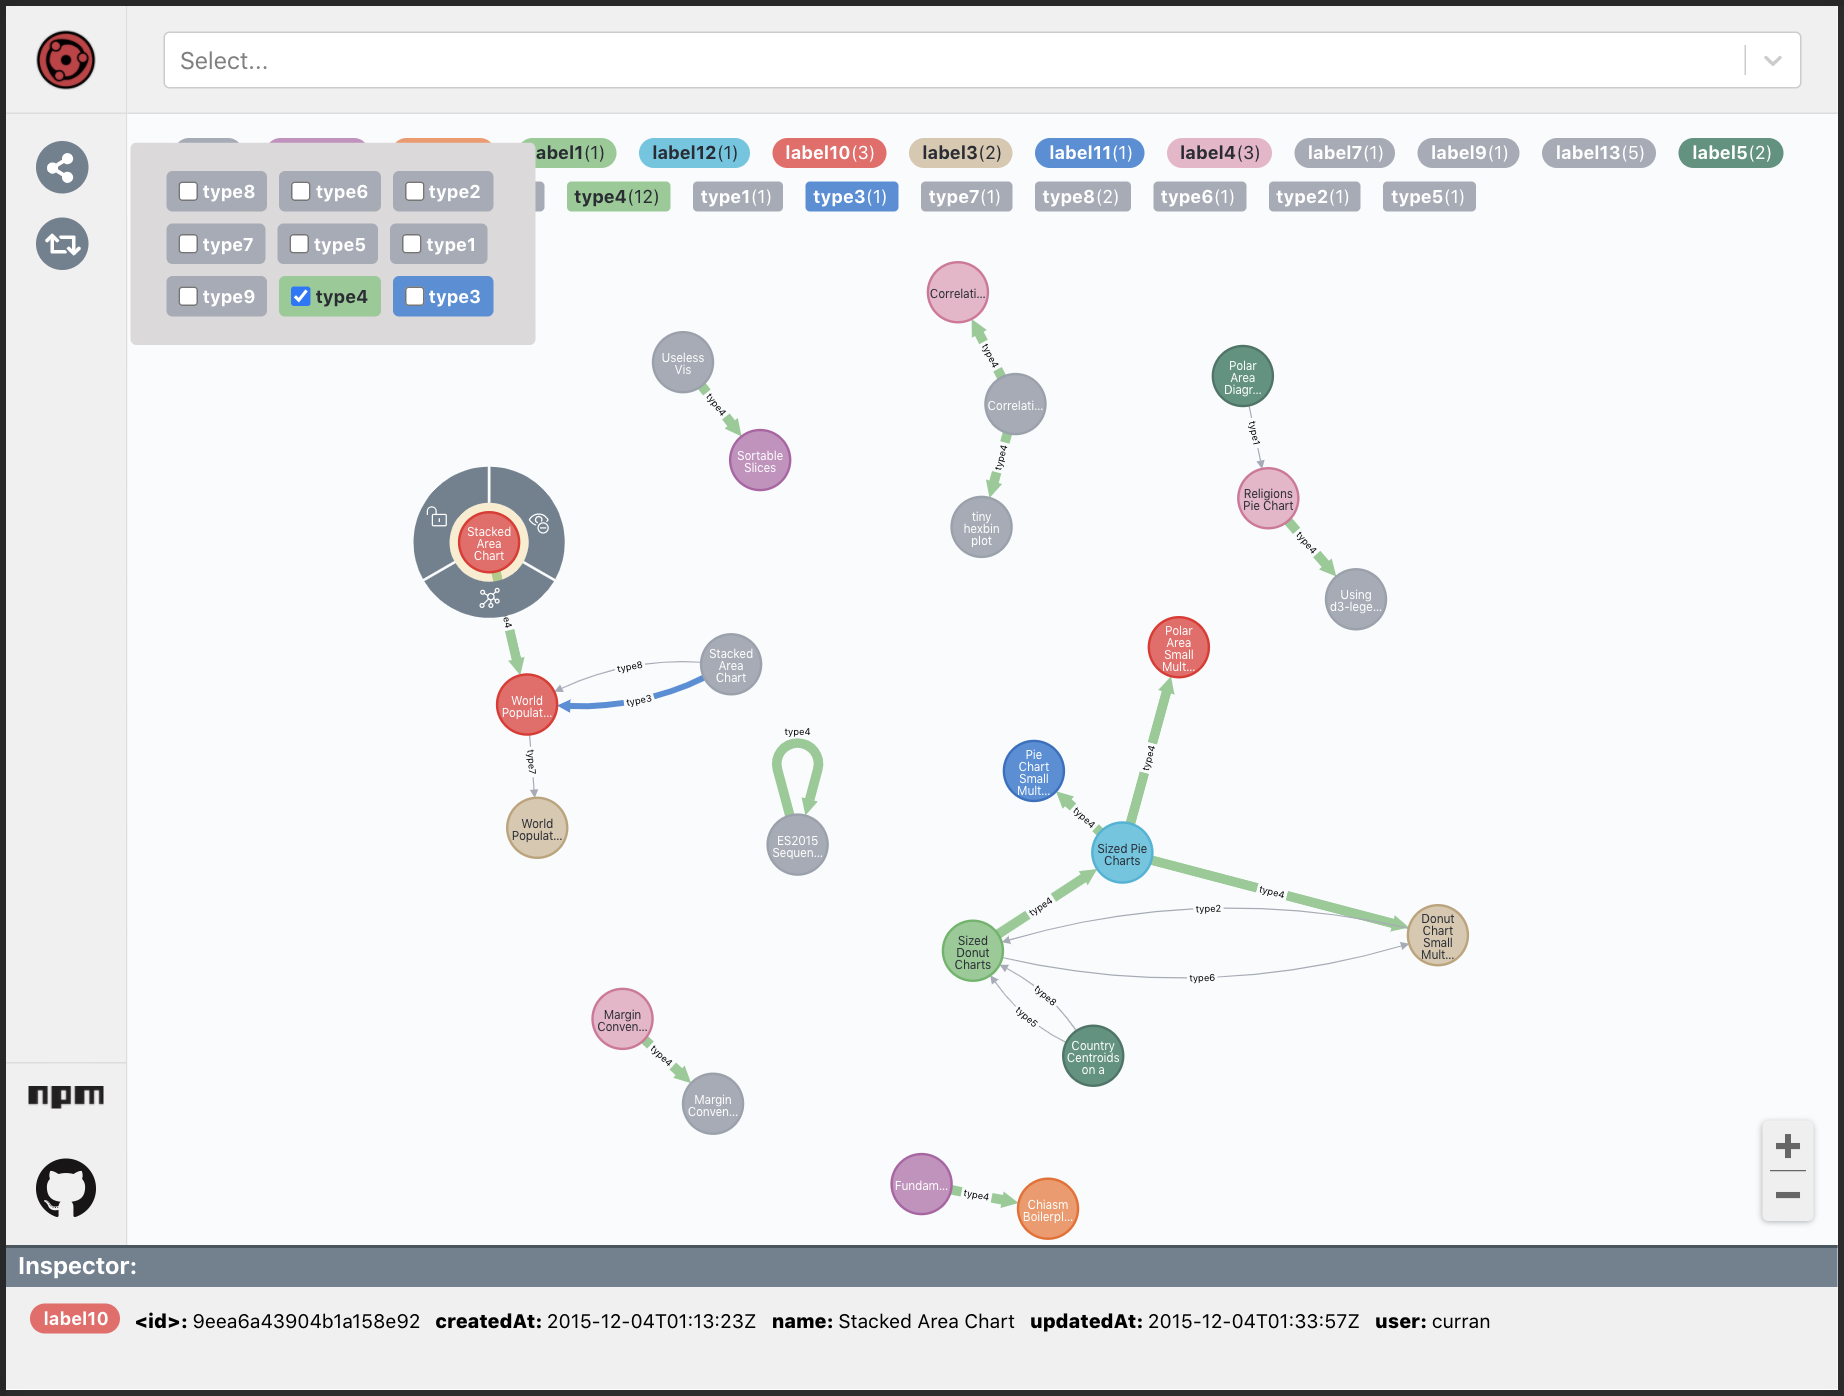 Select...
label1(1) label12(1) label10(3) label3(2) label11(1) label4(3) label7(1) label9(1) label13(5) label5(2)
type4(12) type1(1) type3(1) type7(1) type8(2) type6(1) type2(1) type5(1)
type8 type6 type2
type7 type5 type1
type9 type4 type3
Correlati...
type4
Correlati...
type4
tiny
hexbin
plot
Useless
Vis
type4
Sortable
Slices
Polar
Area
Diagr...
type1
Religions
Pie Chart
type4
Using
d3-lege...
Stacked
Area
Chart
e4
World
Populat...
type8
type3
Stacked
Area
Chart
type7
World
Populat...
type4
ES2015
Sequen...
Polar
Area
Small
Mult...
type4
Pie
Chart
Small
Mult...
type4
Sized Pie
Charts
type4
type4
type2
Donut
Chart
Small
Mult...
Sized
Donut
Charts
type6
type8
type5
Country
Centroids
on a
Margin
Conven...
type4
Margin
Conven...
Fundam...
type4
Chiasm
Boilerpl...
npm
Inspector:
label10 <id>: 9eea6a43904b1a158e92 createdAt: 2015-12-04T01:13:23Z name: Stacked Area Chart updatedAt: 2015-12-04T01:33:57Z user: curran